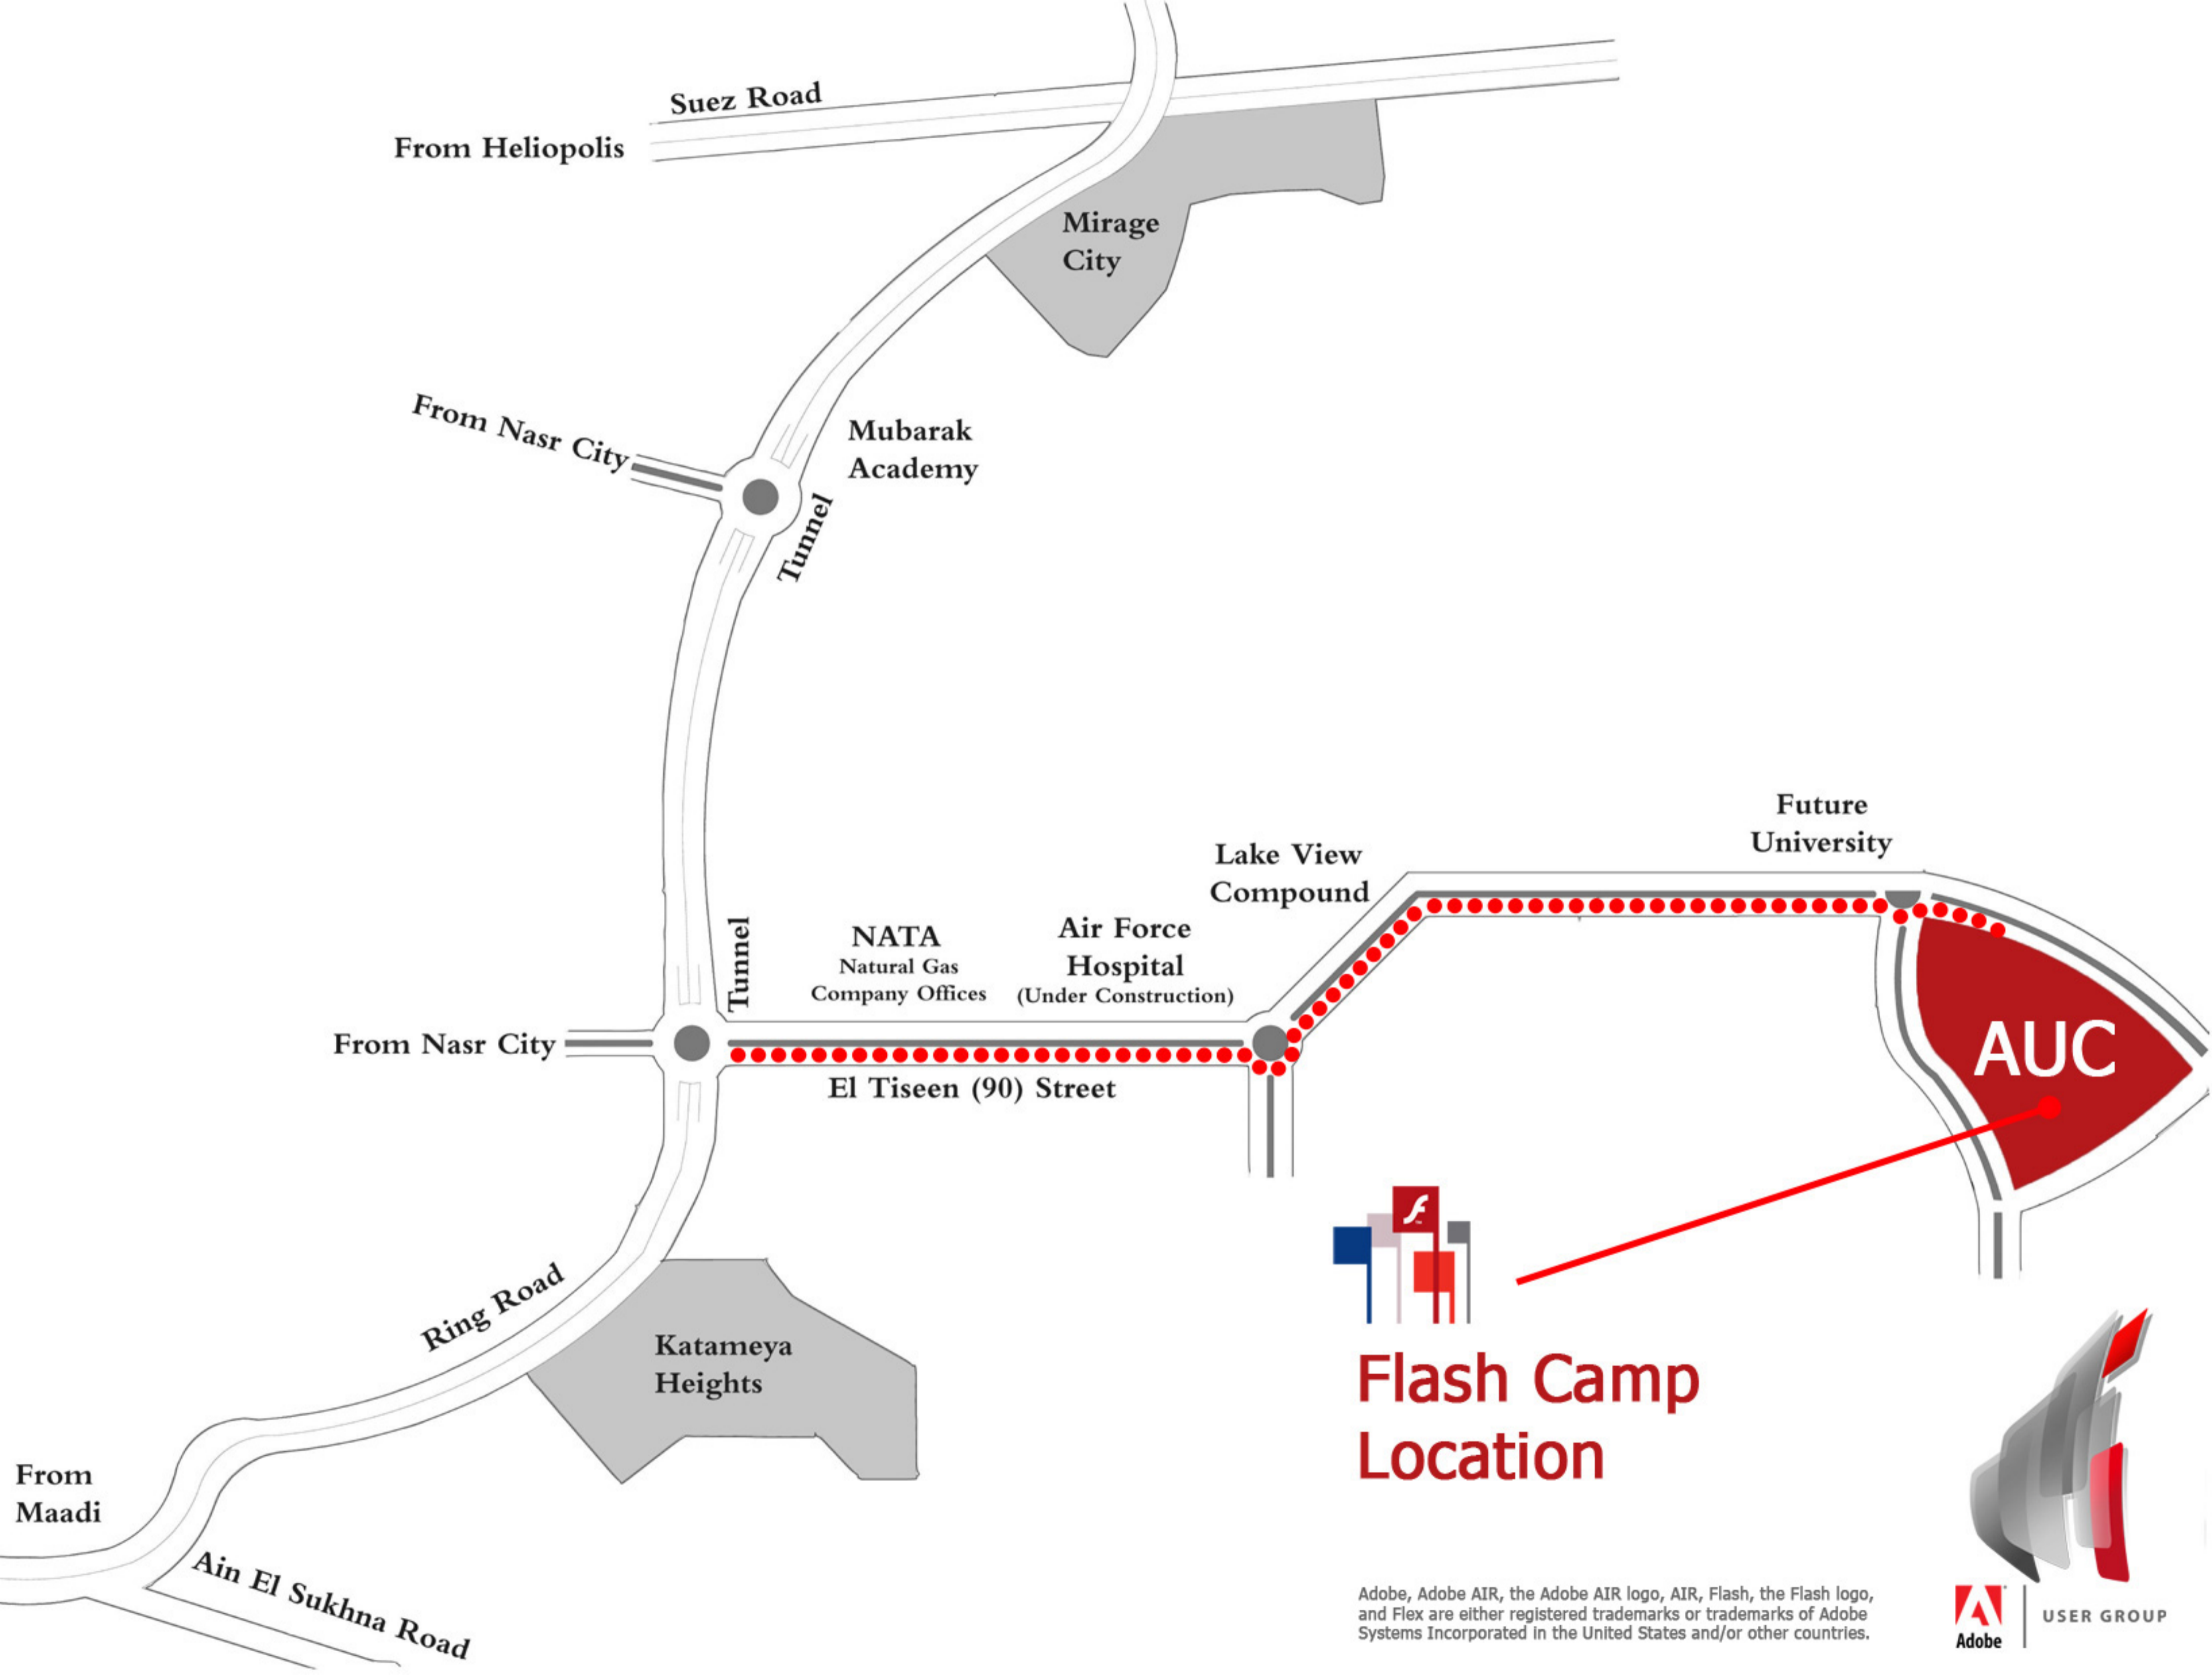 Suez Road
From Heliopolis
Mirage
City
From Nasr City
Mubarak
Academy
Tunnel
Future
University
Lake View
Compound
Tunnel
NATA
Natural Gas
Company Offices
Air Force
Hospital
(Under Construction)
From Nasr City
El Tiseen (90) Street
AUC
Ring Road
Katameya
Heights
Flash Camp
Location
From
Maadi
Ain El Sukhna Road
Adobe, Adobe AIR, the Adobe AIR logo, AIR, Flash, the Flash logo,
and Flex are either registered trademarks or trademarks of Adobe
Systems Incorporated in the United States and/or other countries.
Adobe
USER GROUP